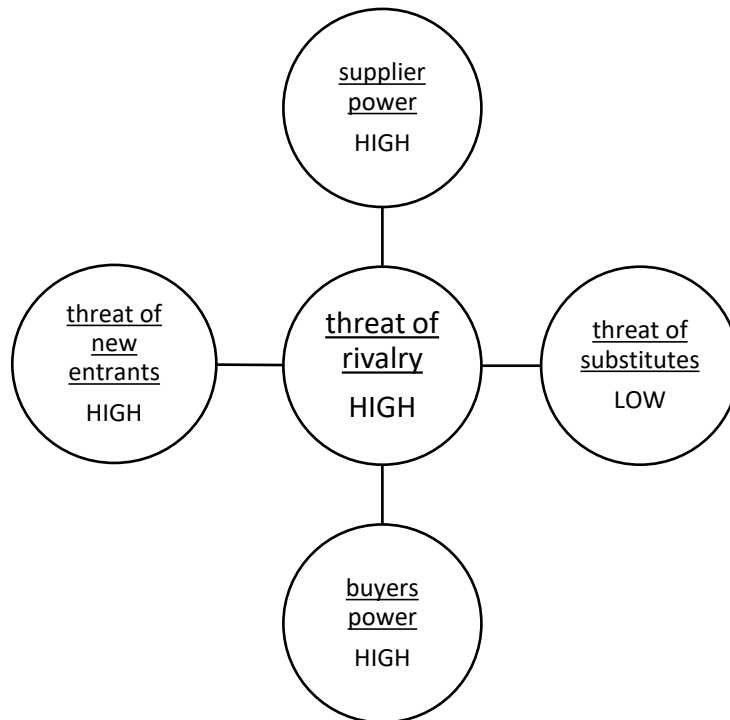 supplier
power
HIGH
threat of
new
entrants
HIGH
threat of
rivalry
HIGH
threat of
substitutes
LOW
buyers
power
HIGH